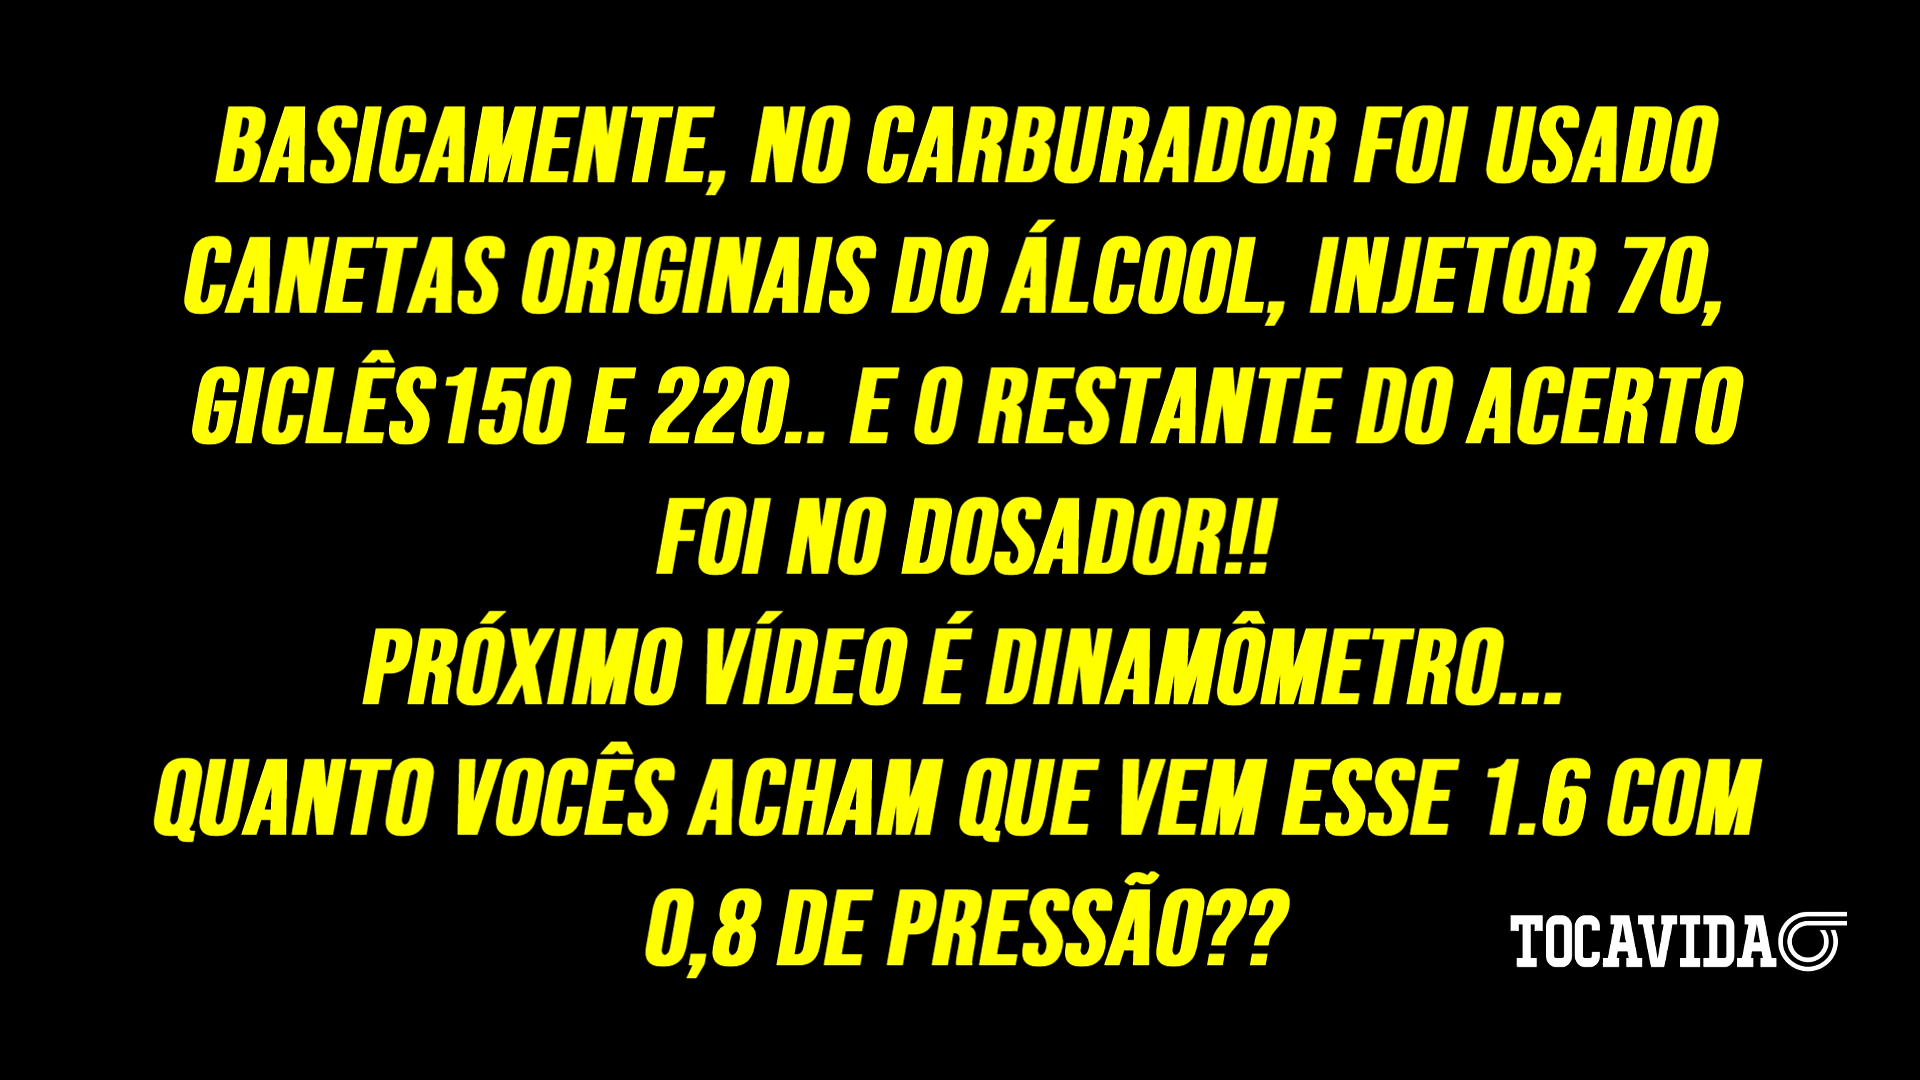 BASICAMENTE, NO CARBURADOR FOI USADO
CANETAS ORIGINAIS DO ÁLCOOL, INJETOR 70,
GICLÊS150 E 220.. E O RESTANTE DO ACERTO
FOI NO DOSADOR!!
PRÓXIMO VÍDEO É DINAMÔMETRO...
QUANTO VOCÊS ACHAM QUE VEM ESSE 1.6 COM
0,8 DE PRESSÃO??
TOCAVIDA